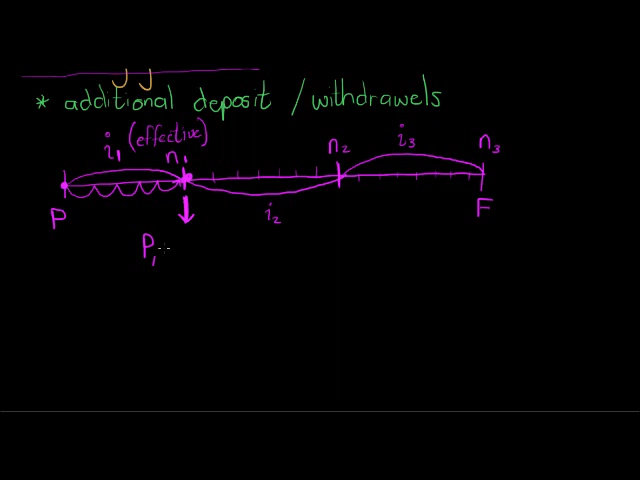 * additional deposit / withdrawels
i₁ (effective) n₁ n₂ i₃ n₃
P i₂ F
P₁